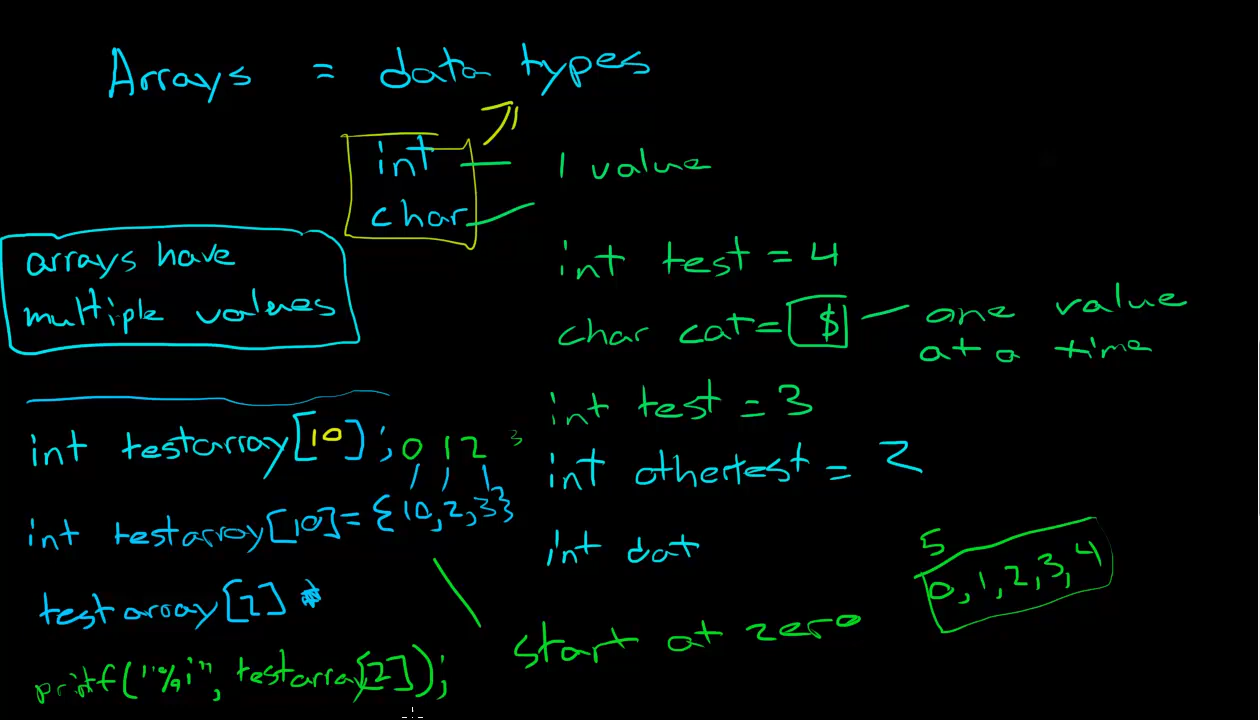 Arrays = data types
int — 1 value
char
arrays have
multiple values
int test = 4
char cat = $ — one value
at a time
int test = 3
int testarray[10]; 0 1 2 3
int othertest = 2
int testarray[10] = {10,2,3}
int dat
5
0,1,2,3,4
testarray[2]
start at zero
printf("%i", testarray[2]);